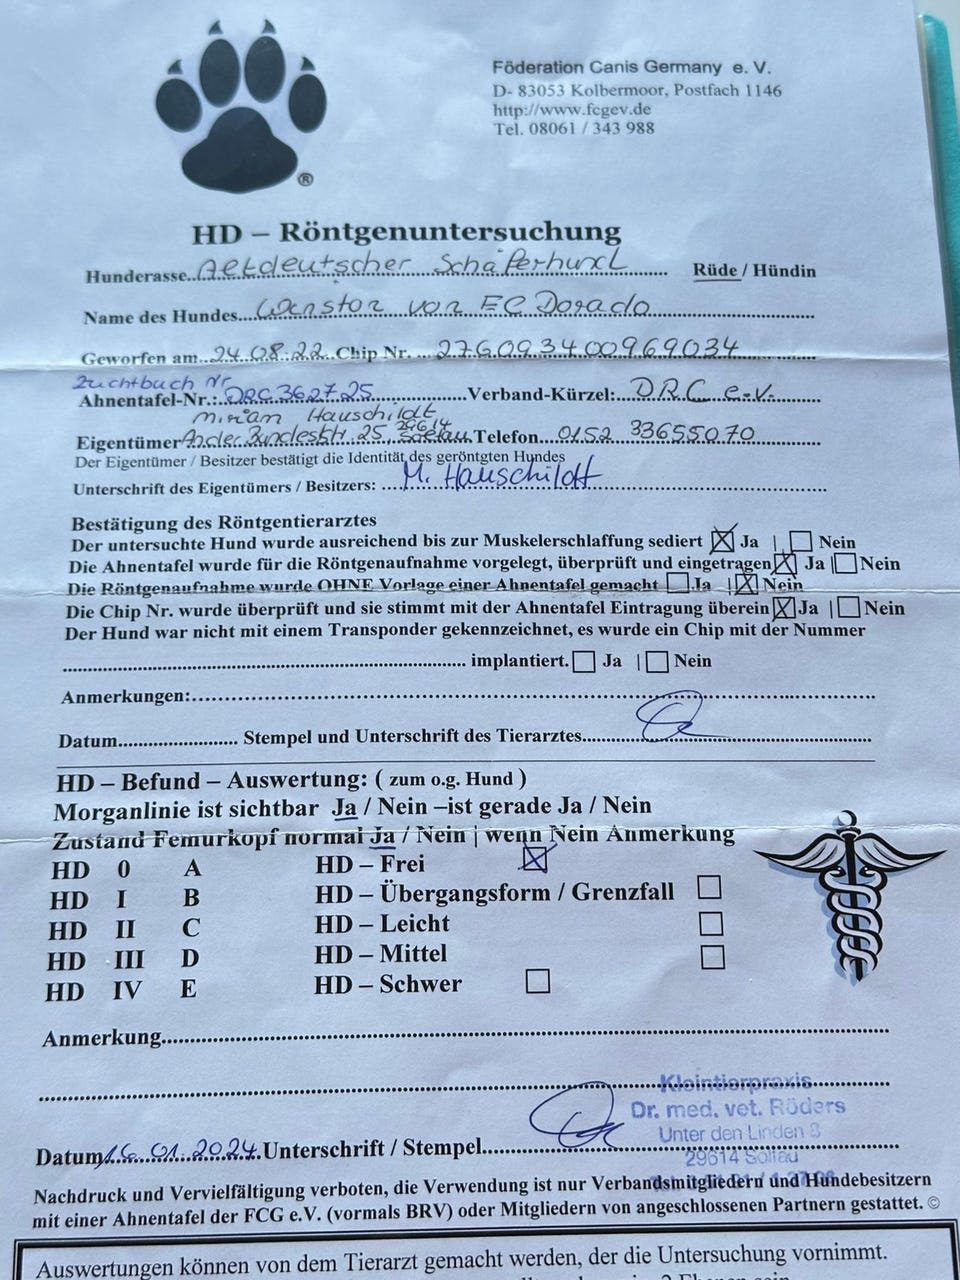 Föderation Canis Germany e. V.
D- 83053 Kolbermoor, Postfach 1146
http://www.fcgev.de
Tel. 08061 / 343 988
®
HD – Röntgenuntersuchung
Hunderasse Altdeutscher Schäferhund Rüde / Hündin
Name des Hundes von El Dorado
Geworfen am 24.08.22 Chip Nr. 276093400969034
Zuchtbuch Nr
Ahnentafel-Nr.: DRC 3627.25 Verband-Kürzel: D.R.C e.V.
Miriam Hauschildt
29614
Eigentümer 25, Soltau Telefon 0152 33655070
Der Eigentümer / Besitzer bestätigt die Identität des geröntgten Hundes
Unterschrift des Eigentümers / Besitzers: M. Hauschildt
Bestätigung des Röntgentierarztes
Der untersuchte Hund wurde ausreichend bis zur Muskelerschlaffung sediert ☒ Ja | ☐ Nein
Die Ahnentafel wurde für die Röntgenaufnahme vorgelegt, überprüft und eingetragen ☒ Ja | ☐ Nein
Die Röntgenaufnahme wurde OHNE Vorlage einer Ahnentafel gemacht ☐ Ja | ☒ Nein
Die Chip Nr. wurde überprüft und sie stimmt mit der Ahnentafel Eintragung überein ☒ Ja | ☐ Nein
Der Hund war nicht mit einem Transponder gekennzeichnet, es wurde ein Chip mit der Nummer
implantiert. ☐ Ja | ☐ Nein
Anmerkungen:
Datum Stempel und Unterschrift des Tierarztes
HD – Befund – Auswertung: ( zum o.g. Hund )
Morganlinie ist sichtbar Ja / Nein –ist gerade Ja / Nein
Zustand Femurkopf normal Ja / Nein | wenn Nein Anmerkung
HD 0 A HD – Frei ☒
HD I B HD – Übergangsform / Grenzfall ☐
HD II C HD – Leicht ☐
HD III D HD – Mittel ☐
HD IV E HD – Schwer ☐
Anmerkung
Kleintierpraxis
Dr. med. vet. Röders
Unter den Linden 8
29614 Soltau
Datum 16.01.2024 Unterschrift / Stempel
Nachdruck und Vervielfältigung verboten, die Verwendung ist nur Verbandsmitgliedern und Hundebesitzern
mit einer Ahnentafel der FCG e.V. (vormals BRV) oder Mitgliedern von angeschlossenen Partnern gestattet. ©
Auswertungen können von dem Tierarzt gemacht werden, der die Untersuchung vornimmt.